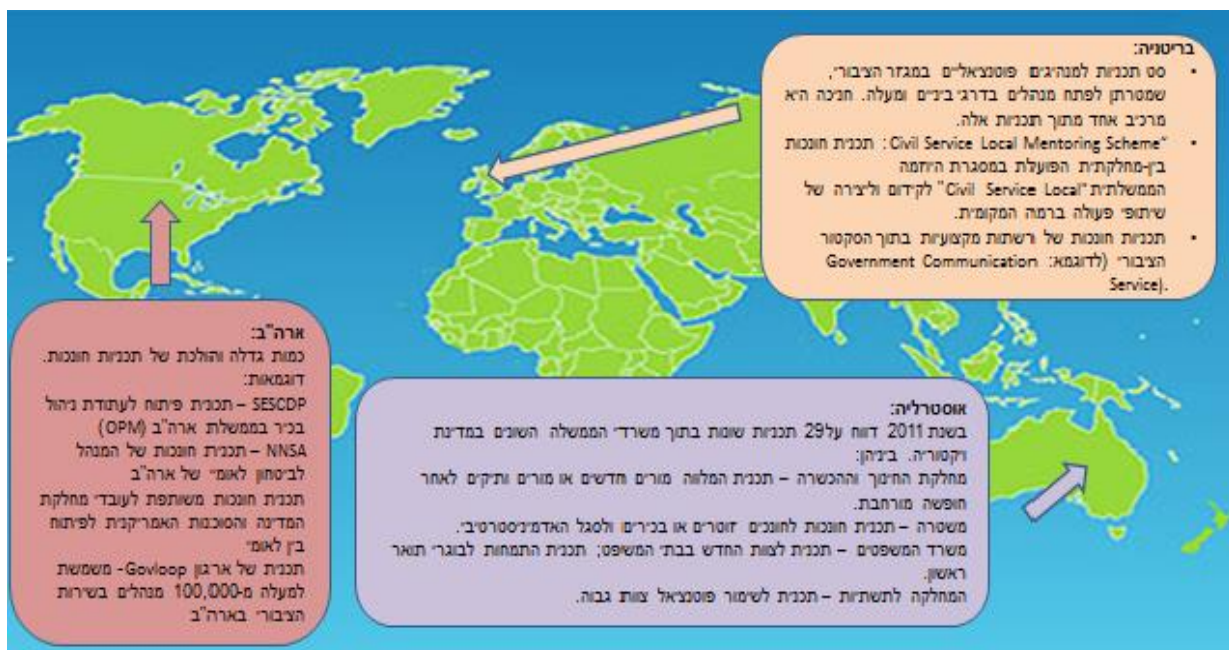 בריטניה:
• סט תכניות למנהיגים פוטנציאליים במגזר הציבורי,
שמטרתן לפתח מנהלים בדרגי ביניים ומעלה. חניכה היא
מרכיב אחד מתוך תכניות אלה.
• "Civil Service Local Mentoring Scheme: תכנית חונכות
בין-מחלקתית הפועלת במסגרת היוזמה
הממשלתית "Civil Service Local" לקידום וליצירה של
שיתופי פעולה ברמה המקומית.
• תכניות חונכות של ורשתות מקצועיות בתוך הסקטור
הציבורי (לדוגמא: Government Communication
Service).
ארה"ב:
כמות גדלה והולכת של תכניות חונכות.
דוגמאות:
SESCDP – תכנית פיתוח לעתודת ניהול
בכיר בממשלת ארה"ב (OPM)
NNSA – תכנית חונכות של המנהל
לביטחון לאומי של ארה"ב
תכנית חונכות משותפת לעובדי מחלקת
המדינה והסוכנות האמריקנית לפיתוח
בין לאומי
תכנית של ארגון Govloop- משמשת
למעלה מ-100,000 מנהלים בשירות
הציבורי בארה"ב
אוסטרליה:
בשנת 2011 דווח על 29 תכניות שונות בתוך משרדי הממשלה השונים במדינת
ויקטוריה. ביניהן:
מחלקת החינוך וההכשרה – תכנית המלווה מורים חדשים או מורים ותיקים לאחר
חופשה מורחבת.
משטרה – תכנית חונכות לחונכים זוטרים או בכירים ולסגל האדמיניסטרטיבי.
משרד המשפטים – תכנית לצוות החדש בבתי המשפט; תכנית התמחות לבוגרי תואר
ראשון.
המחלקה לתשתיות – תכנית לשימור פוטנציאל צוות גבוה.